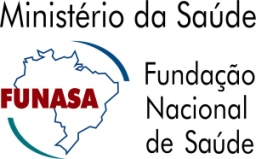 Ministério da Saúde
FUNASA
Fundação
Nacional
de Saúde